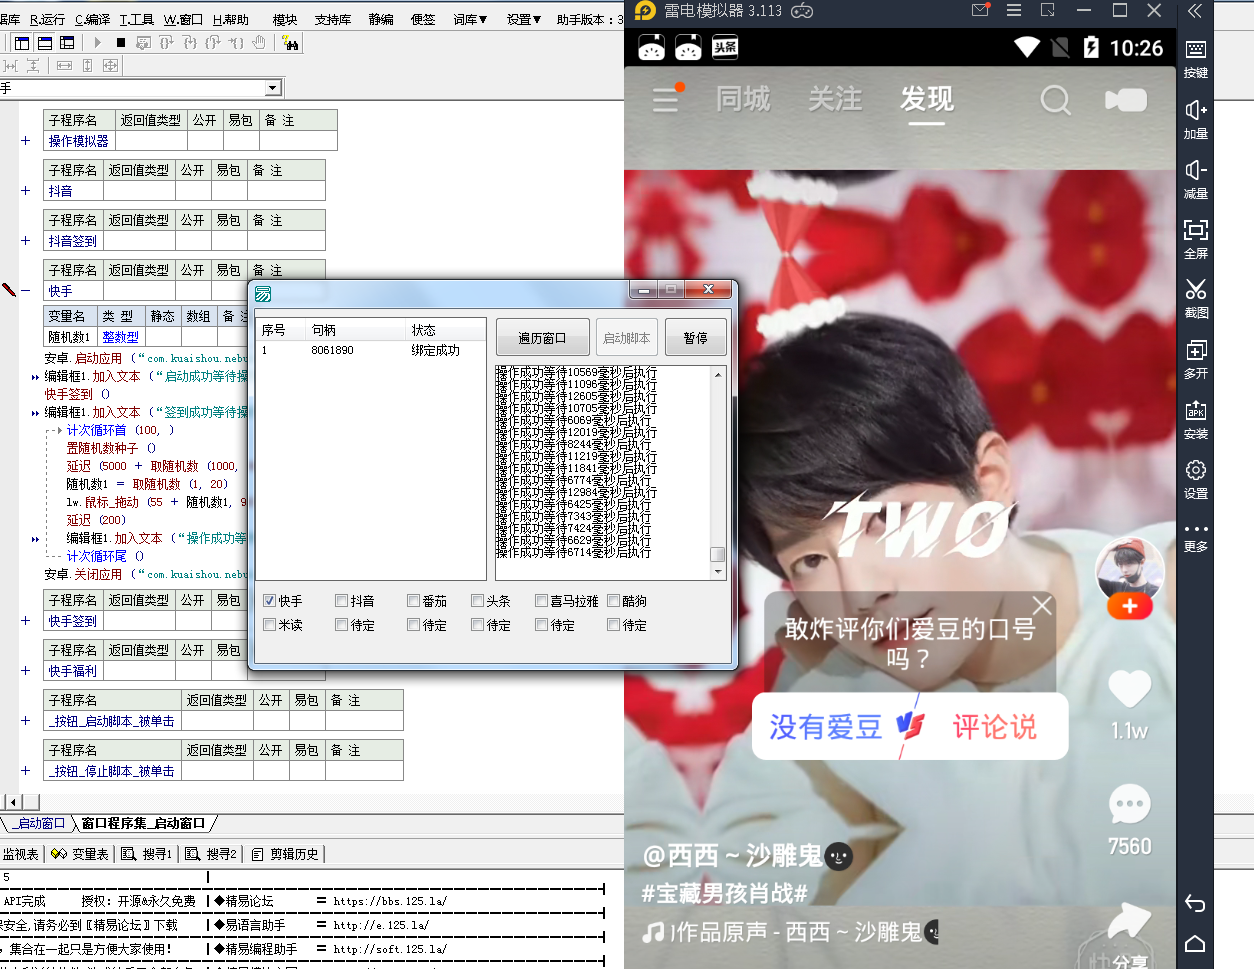 据库 R.运行 C.编译 T.工具 W.窗口 H.帮助 模块 支持库 静编 便签 词库▼ 设置▼ 助手版本：3
手
子程序名 返回值类型 公开 易包 备 注
操作模拟器
子程序名 返回值类型 公开 易包 备 注
抖音
子程序名 返回值类型 公开 易包 备 注
抖音签到
子程序名 返回值类型 公开 易包 备 注
快手
变量名 类 型 静态 数组 备 注
随机数1 整数型
安卓.启动应用 (“com.kuaishou.nebu
编辑框1.加入文本 (“启动成功等待操
快手签到 ()
编辑框1.加入文本 (“签到成功等待操
计次循环首 (100, )
置随机数种子 ()
延迟 (5000 + 取随机数 (1000,
随机数1 = 取随机数 (1, 20)
lw.鼠标_拖动 (55 + 随机数1, 9
延迟 (200)
编辑框1.加入文本 (“操作成功等
计次循环尾 ()
安卓.关闭应用 (“com.kuaishou.nebu
子程序名 返回值类型 公开 易包
快手签到
子程序名 返回值类型 公开 易包
快手福利
子程序名 返回值类型 公开 易包 备 注
_按钮_启动脚本_被单击
子程序名 返回值类型 公开 易包 备 注
_按钮_停止脚本_被单击
_启动窗口 窗口程序集_启动窗口
监视表 变量表 搜寻1 搜寻2 剪辑历史
5
API完成 授权：开源&永久免费 ◆精易论坛 = https://bbs.125.la/
安全,请务必到〖精易论坛〗下载 ◆易语言助手 = http://e.125.la/
，集合在一起只是方便大家使用！ ◆精易编程助手 = http://soft.125.la/
易
序号 句柄 状态
1 8061890 绑定成功
遍历窗口 启动脚本 暂停
操作成功等待10569毫秒后执行
操作成功等待11096毫秒后执行
操作成功等待12605毫秒后执行
操作成功等待10705毫秒后执行
操作成功等待6069毫秒后执行
操作成功等待12019毫秒后执行
操作成功等待8244毫秒后执行
操作成功等待11219毫秒后执行
操作成功等待11841毫秒后执行
操作成功等待6774毫秒后执行
操作成功等待12984毫秒后执行
操作成功等待6425毫秒后执行
操作成功等待7343毫秒后执行
操作成功等待7424毫秒后执行
操作成功等待6629毫秒后执行
操作成功等待6714毫秒后执行
快手 抖音 番茄 头条 喜马拉雅 酷狗
米读 待定 待定 待定 待定 待定
雷电模拟器 3.113
头条 10:26
同城 关注 发现
TWO
敢炸评你们爱豆的口号
吗？
没有爱豆 评论说
1.1w
7560
分享
@西西～沙雕鬼
#宝藏男孩肖战#
作品原声 - 西西～沙雕鬼
按键
加量
减量
全屏
截图
多开
APK
安装
设置
更多